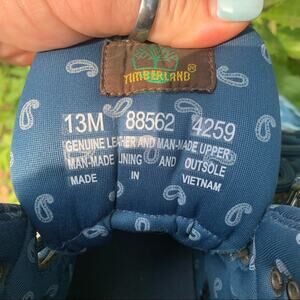 TIMBERLAND®
13M 88562 4259
GENUINE LEATHER AND MAN-MADE UPPER
MAN-MADE LINING AND OUTSOLE
MADE IN VIETNAM